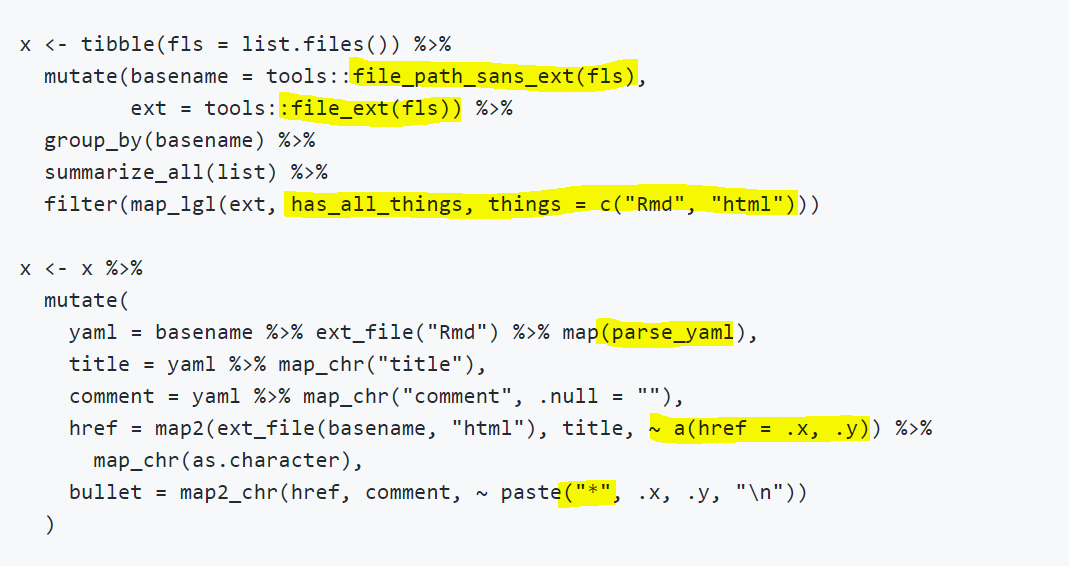 x <- tibble(fls = list.files()) %>%
  mutate(basename = tools::file_path_sans_ext(fls),
         ext = tools::file_ext(fls)) %>%
  group_by(basename) %>%
  summarize_all(list) %>%
  filter(map_lgl(ext, has_all_things, things = c("Rmd", "html")))

x <- x %>%
  mutate(
    yaml = basename %>% ext_file("Rmd") %>% map(parse_yaml),
    title = yaml %>% map_chr("title"),
    comment = yaml %>% map_chr("comment", .null = ""),
    href = map2(ext_file(basename, "html"), title, ~ a(href = .x, .y)) %>%
      map_chr(as.character),
    bullet = map2_chr(href, comment, ~ paste("*", .x, .y, "\n"))
  )